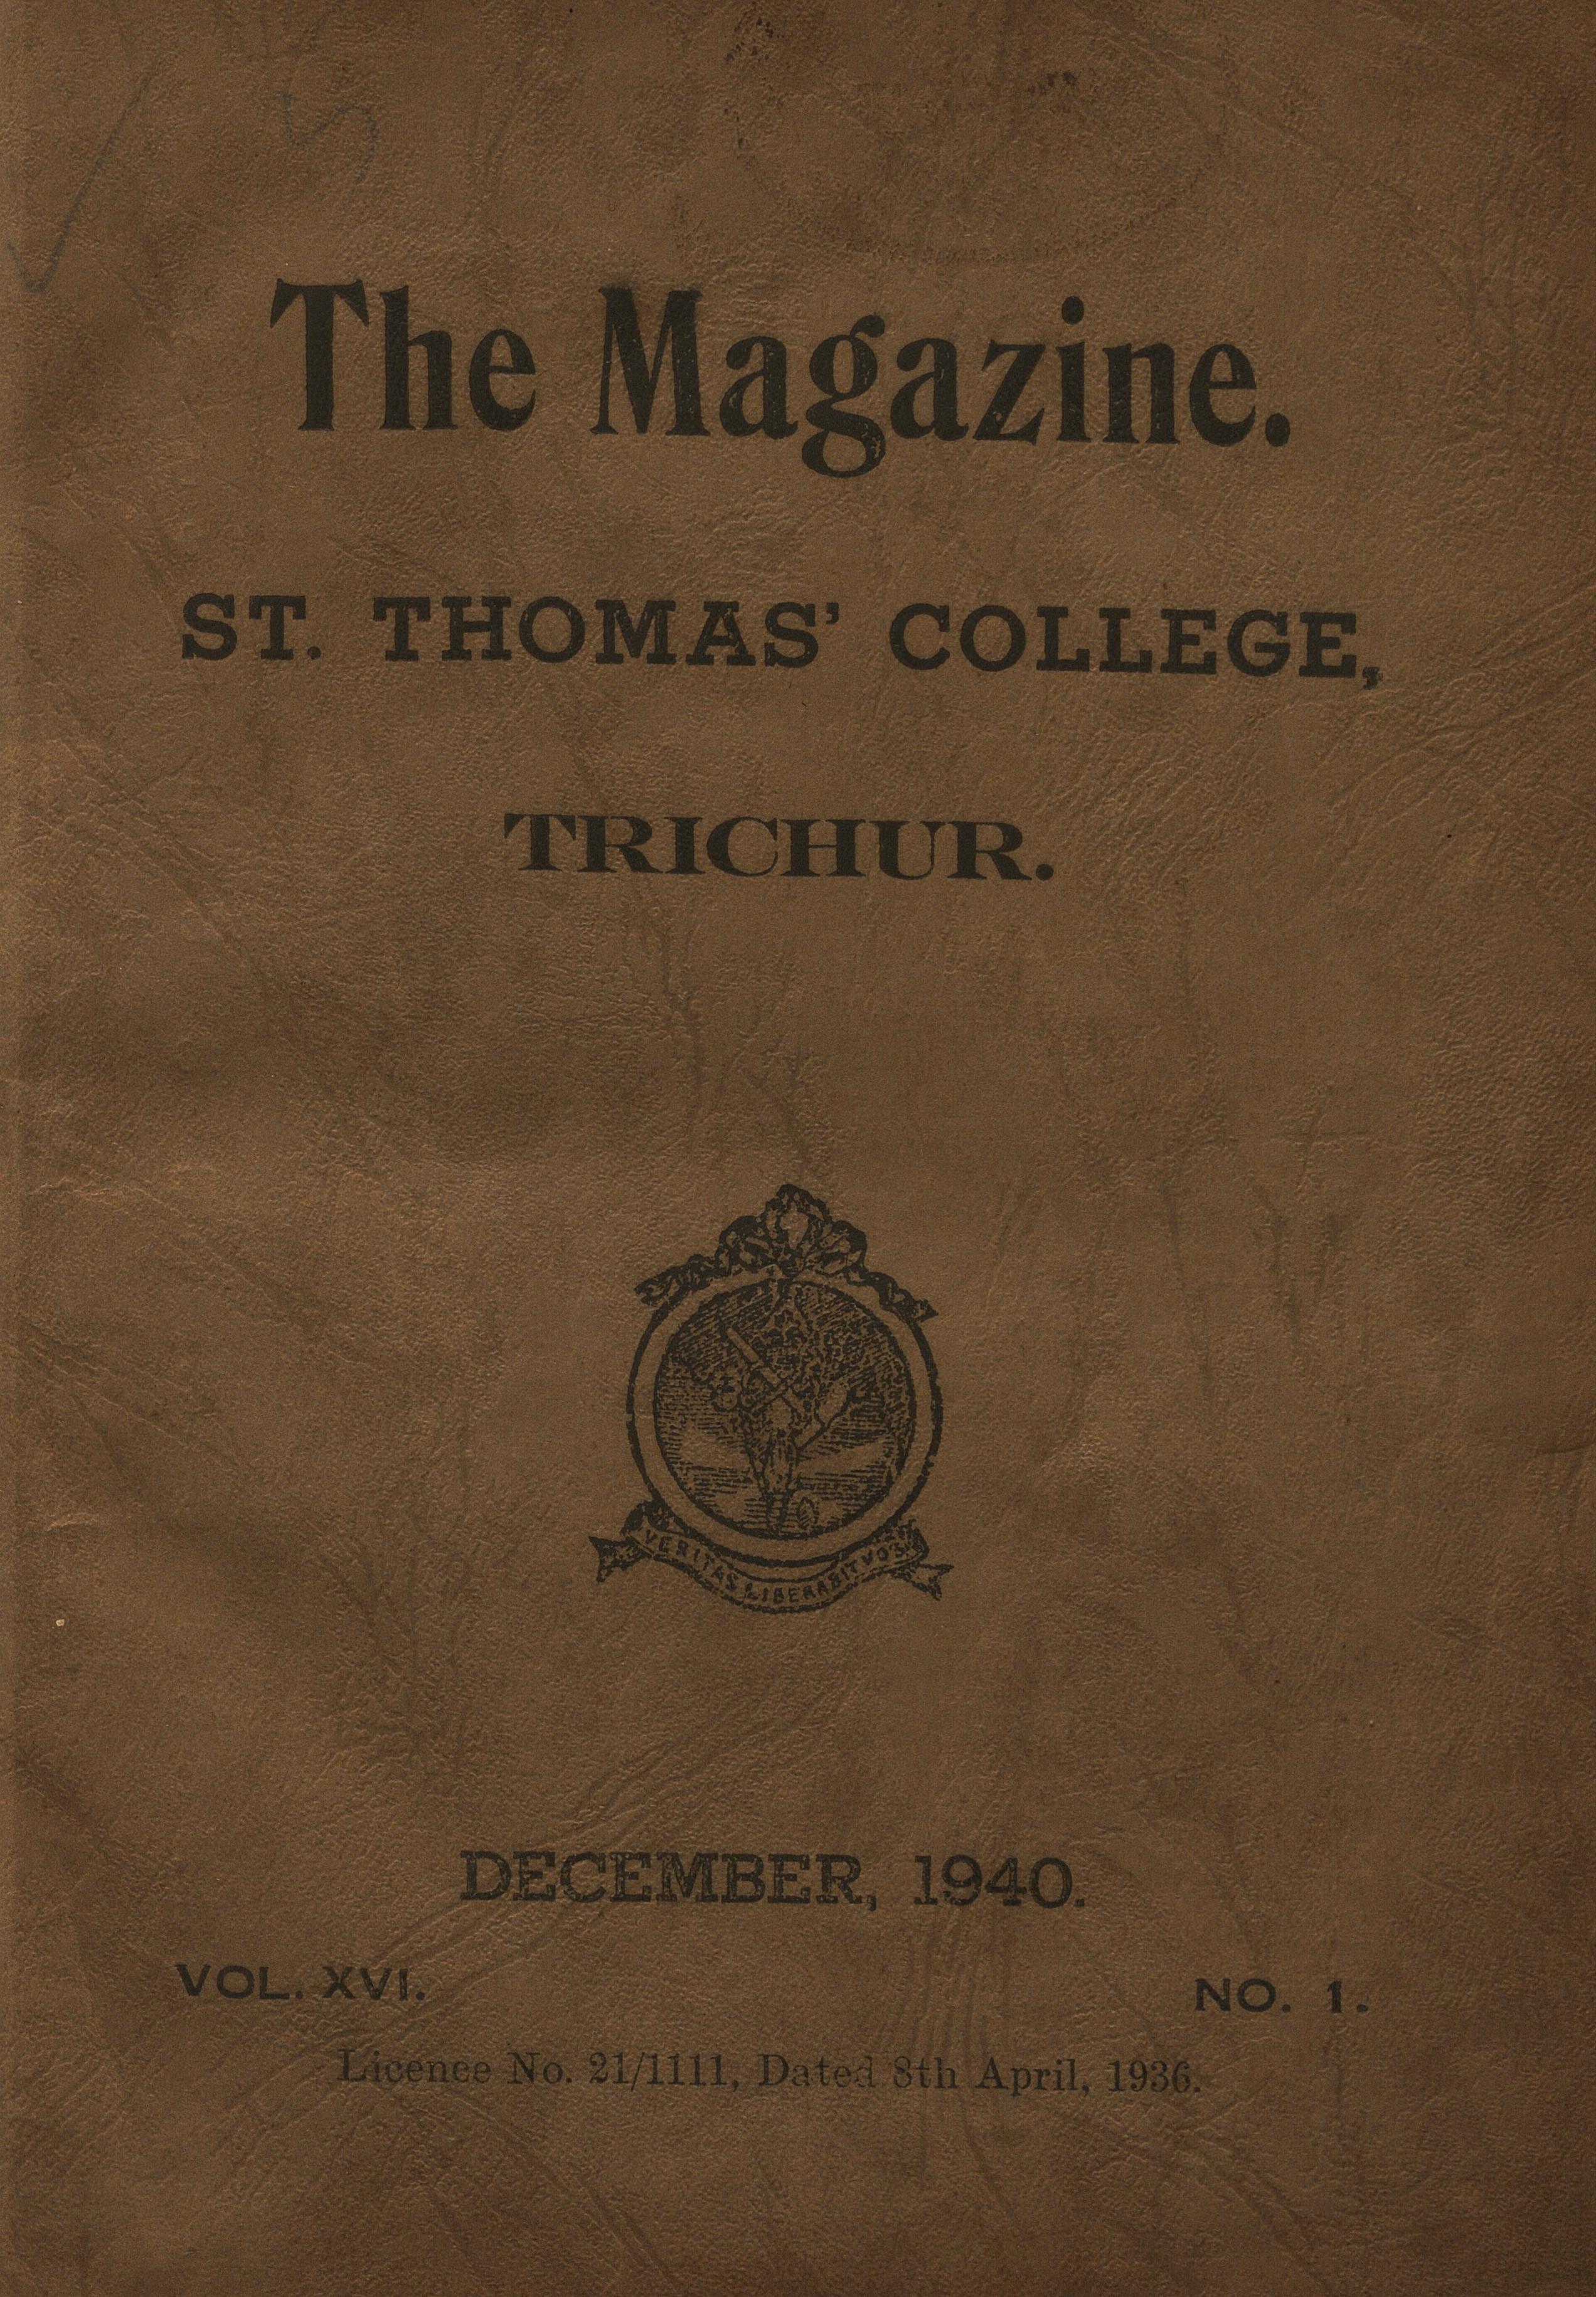 The Magazine.
ST. THOMAS' COLLEGE,
TRICHUR.
VERITAS LIBERABIT VOS
DECEMBER, 1940.
VOL. XVI.
NO. 1.
Licence No. 21/1111, Dated 8th April, 1936.